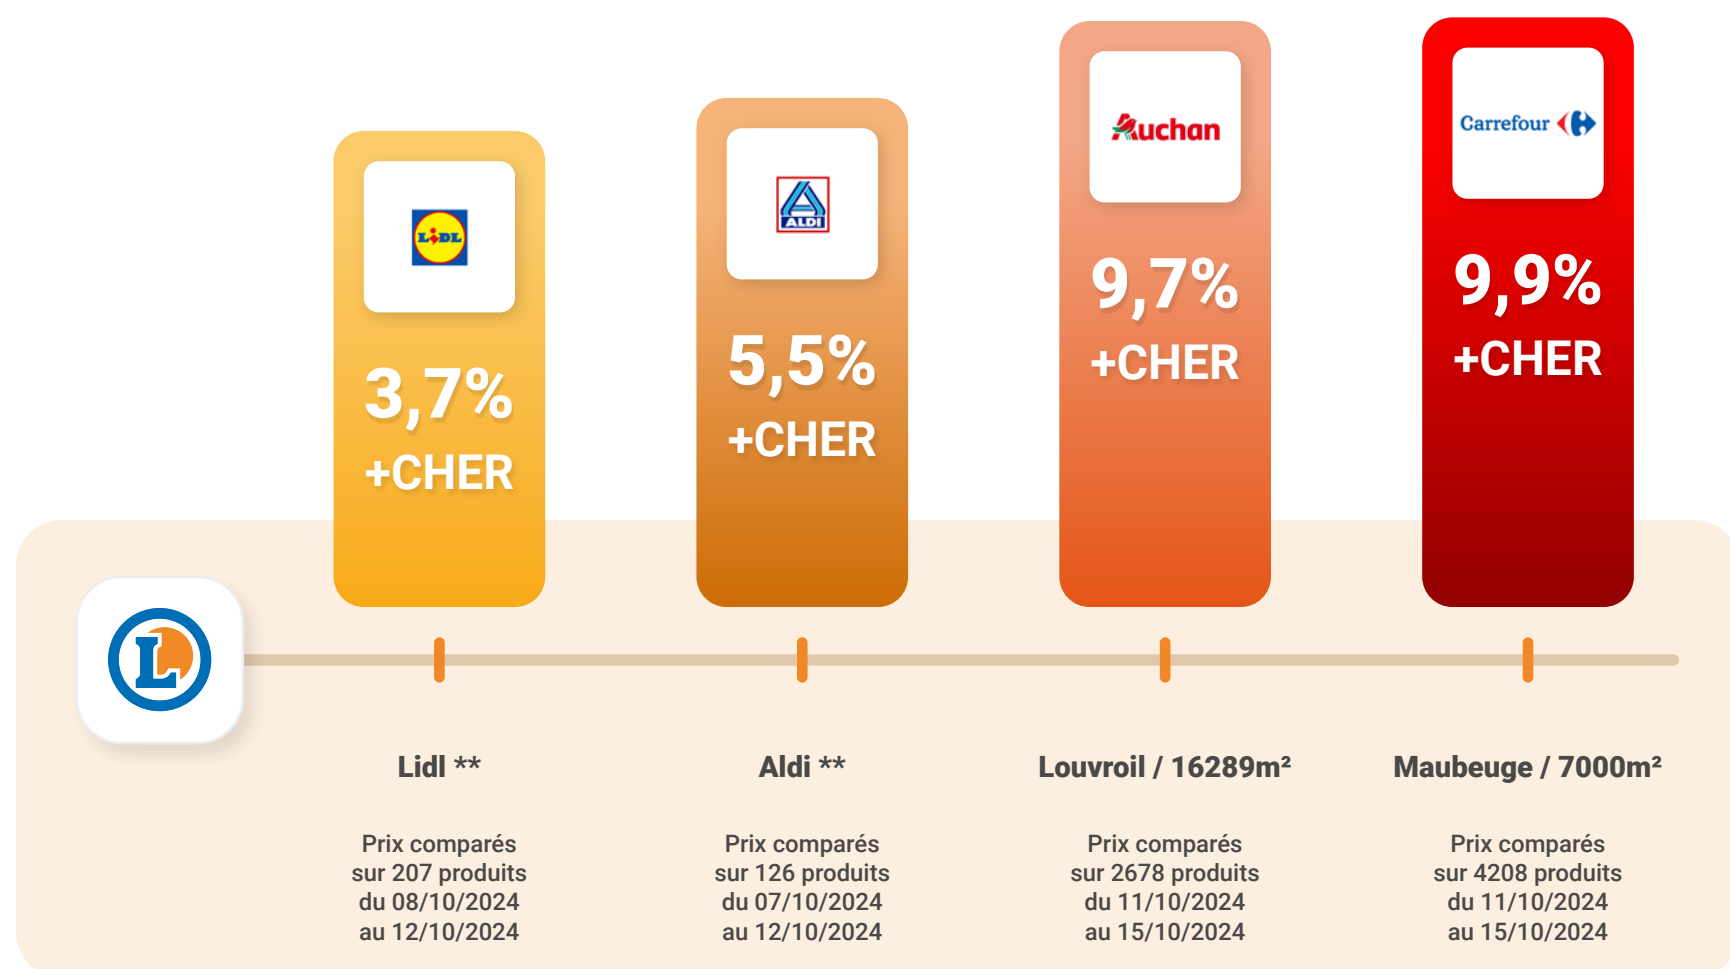 LIDL
3,7%
+CHER
ALDI
5,5%
+CHER
Auchan
9,7%
+CHER
Carrefour
9,9%
+CHER
L
Lidl **
Prix comparés
sur 207 produits
du 08/10/2024
au 12/10/2024
Aldi **
Prix comparés
sur 126 produits
du 07/10/2024
au 12/10/2024
Louvroil / 16289m²
Prix comparés
sur 2678 produits
du 11/10/2024
au 15/10/2024
Maubeuge / 7000m²
Prix comparés
sur 4208 produits
du 11/10/2024
au 15/10/2024